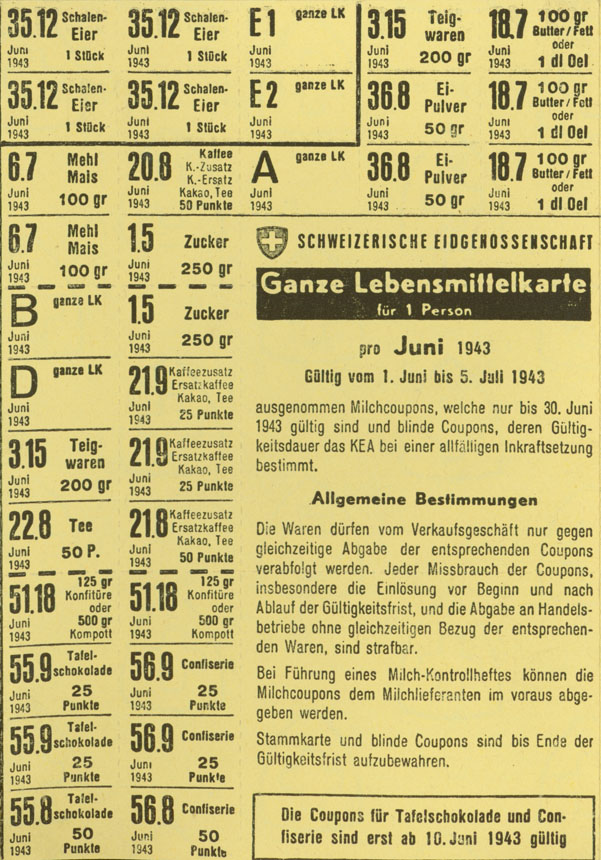 35.12 Schalen-
Eier
Juni
1943 1 Stück
35.12 Schalen-
Eier
Juni
1943 1 Stück
E1 ganze LK
Juni
1943
3.15 Teig-
waren
Juni
1943 200 gr
18.7 100 gr
Butter/Fett
oder
Juni
1943 1 dl Oel
35.12 Schalen-
Eier
Juni
1943 1 Stück
35.12 Schalen-
Eier
Juni
1943 1 Stück
E2 ganze LK
Juni
1943
36.8 Ei-
Pulver
Juni
1943 50 gr
18.7 100 gr
Butter/Fett
oder
Juni
1943 1 dl Oel
6.7 Mehl
Mais
Juni
1943 100 gr
20.8 Kaffee
K.-Zusatz
K.-Ersatz
Juni Kakao, Tee
1943 50 Punkte
A ganze LK
Juni
1943
36.8 Ei-
Pulver
Juni
1943 50 gr
18.7 100 gr
Butter/Fett
oder
Juni
1943 1 dl Oel
6.7 Mehl
Mais
Juni
1943 100 gr
1.5 Zucker
Juni
1943 250 gr
B ganze LK
Juni
1943
1.5 Zucker
Juni
1943 250 gr
D ganze LK
Juni
1943
21.9 Kaffeezusatz
Ersatzkaffee
Kakao, Tee
Juni
1943 25 Punkte
3.15 Teig-
waren
Juni
1943 200 gr
21.9 Kaffeezusatz
Ersatzkaffee
Kakao, Tee
Juni
1943 25 Punkte
22.8 Tee
Juni
1943 50 P.
21.8 Kaffeezusatz
Ersatzkaffee
Kakao, Tee
Juni
1943 50 Punkte
51.18 125 gr
Konfitüre
oder
Juni 500 gr
1943 Kompott
51.18 125 gr
Konfitüre
oder
Juni 500 gr
1943 Kompott
55.9 Tafel-
schokolade
Juni 25
1943 Punkte
56.9 Confiserie
Juni 25
1943 Punkte
55.9 Tafel-
schokolade
Juni 25
1943 Punkte
56.9 Confiserie
Juni 25
1943 Punkte
55.8 Tafel-
schokolade
Juni 50
1943 Punkte
56.8 Confiserie
Juni 50
1943 Punkte
SCHWEIZERISCHE EIDGENOSSENSCHAFT
Ganze Lebensmittelkarte
für 1 Person
pro Juni 1943
Gültig vom 1. Juni bis 5. Juli 1943
ausgenommen Milchcoupons, welche nur bis 30. Juni
1943 gültig sind und blinde Coupons, deren Gültig-
keitsdauer das KEA bei einer allfälligen Inkraftsetzung
bestimmt.
Allgemeine Bestimmungen
Die Waren dürfen vom Verkaufsgeschäft nur gegen
gleichzeitige Abgabe der entsprechenden Coupons
verabfolgt werden. Jeder Missbrauch der Coupons,
insbesondere die Einlösung vor Beginn und nach
Ablauf der Gültigkeitsfrist, und die Abgabe an Handels-
betriebe ohne gleichzeitigen Bezug der entsprechen-
den Waren, sind strafbar.
Bei Führung eines Milch-Kontrollheftes können die
Milchcoupons dem Milchlieferanten im voraus abge-
geben werden.
Stammkarte und blinde Coupons sind bis Ende der
Gültigkeitsfrist aufzubewahren.
Die Coupons für Tafelschokolade und Con-
fiserie sind erst ab 10. Juni 1943 gültig